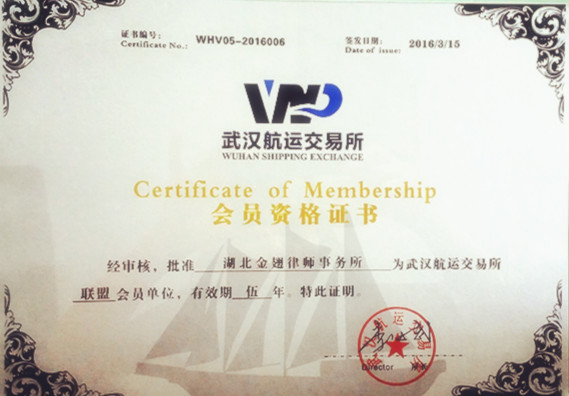 证书编号：
Certificate No.: WHV05-2016006
签发日期：
Date of issue: 2016/3/15
武汉航运交易所
WUHAN SHIPPING EXCHANGE
Certificate of Membership
会员资格证书
经审核，批准 湖北金翅律师事务所 为武汉航运交易所
联盟 会员单位，有效期 伍 年。特此证明。
Director